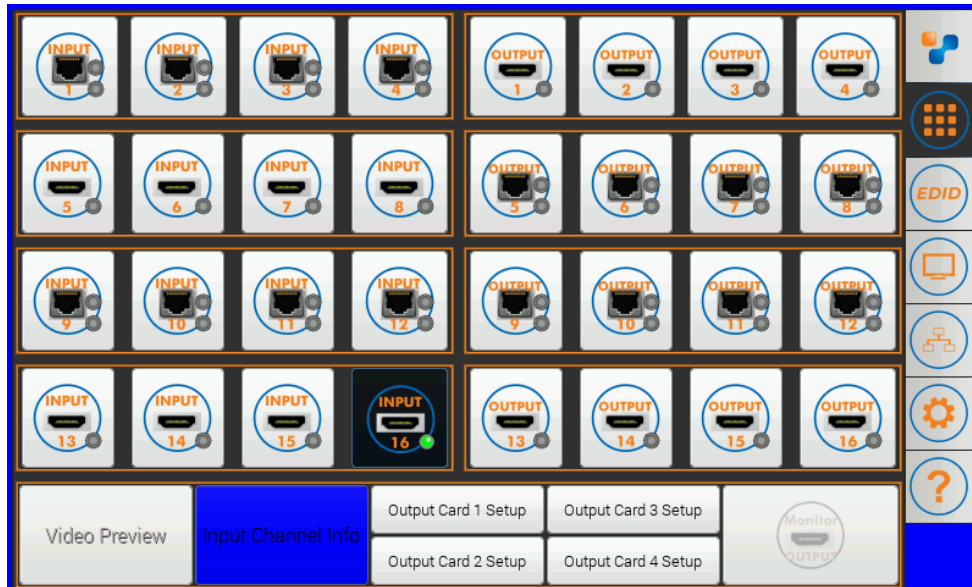 INPUT INPUT INPUT INPUT OUTPUT OUTPUT OUTPUT OUTPUT
1 2 3 4 1 2 3 4
INPUT INPUT INPUT INPUT OUTPUT OUTPUT OUTPUT OUTPUT
5 6 7 8 5 6 7 8
EDID
INPUT INPUT INPUT INPUT OUTPUT OUTPUT OUTPUT OUTPUT
9 10 11 12 9 10 11 12
INPUT INPUT INPUT INPUT OUTPUT OUTPUT OUTPUT OUTPUT
13 14 15 16 13 14 15 16
?
Video Preview
Input Channel Info
Output Card 1 Setup
Output Card 3 Setup
Output Card 2 Setup
Output Card 4 Setup
Monitor
OUTPUT